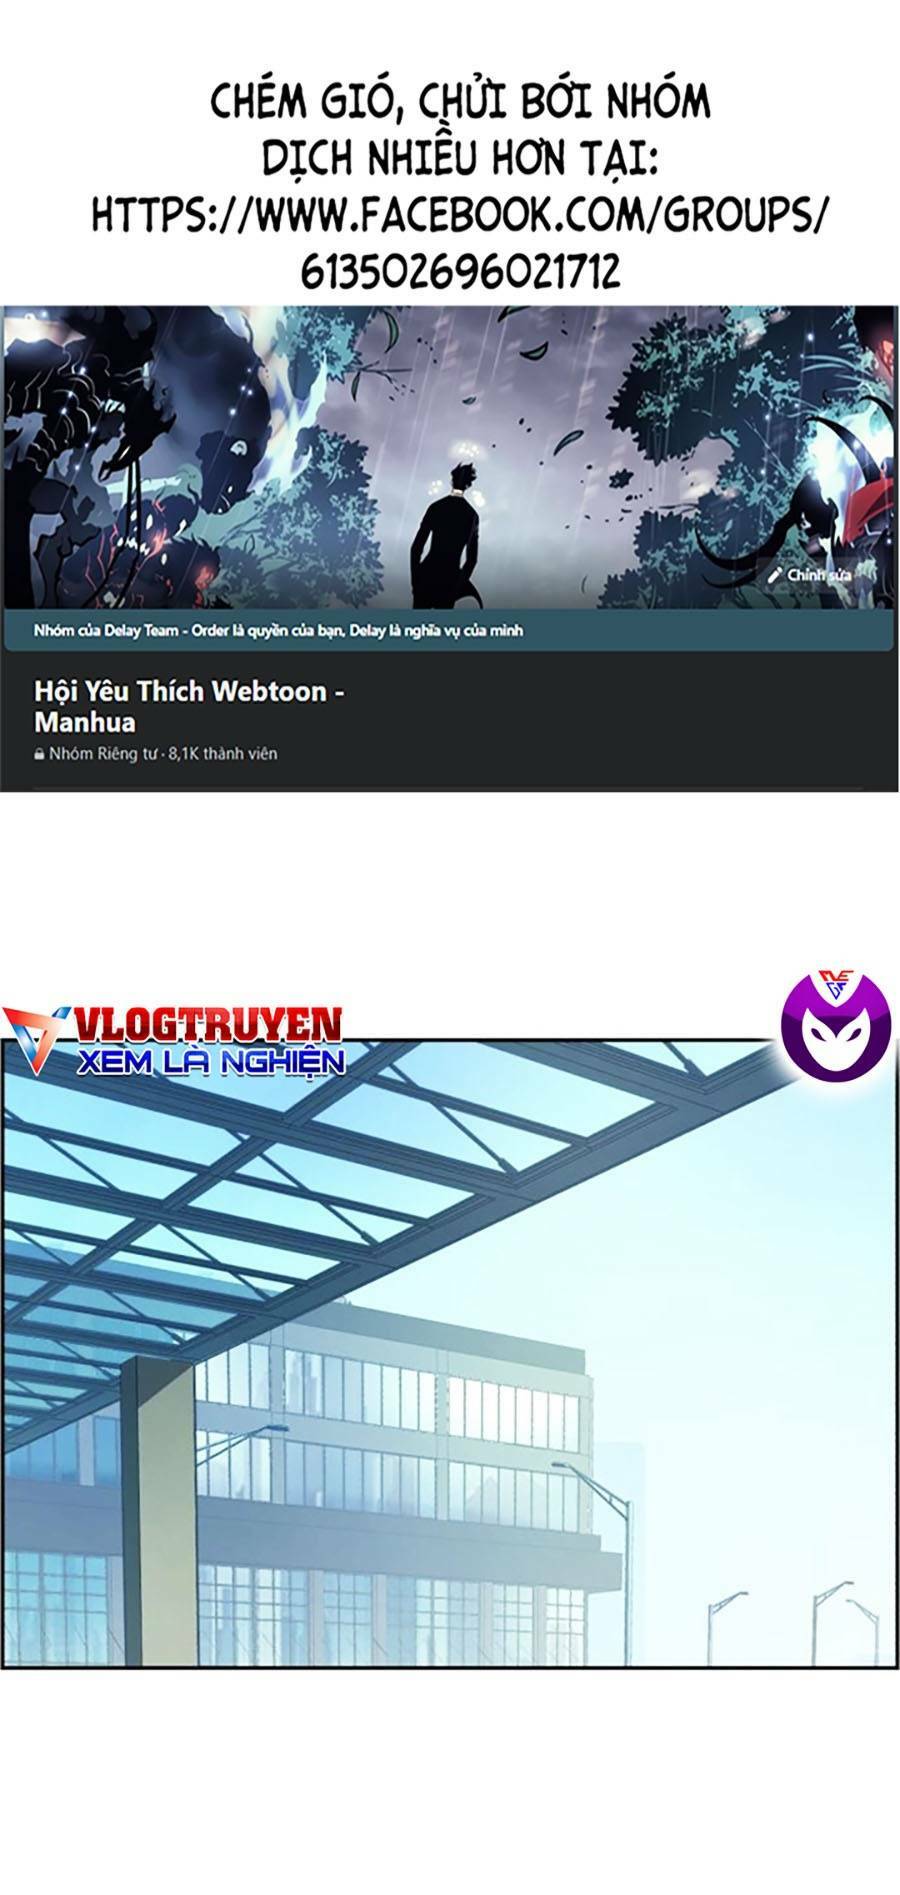 CHÉM GIÓ, CHỬI BỚI NHÓM
DỊCH NHIỀU HƠN TẠI:
HTTPS://WWW.FACEBOOK.COM/GROUPS/
613502696021712
Chỉnh sửa
Nhóm của Delay Team - Order là quyền của bạn, Delay là nghĩa vụ của mình
Hội Yêu Thích Webtoon -
Manhua
Nhóm Riêng tư · 8,1K thành viên
VLOGTRUYEN
XEM LÀ NGHIỆN